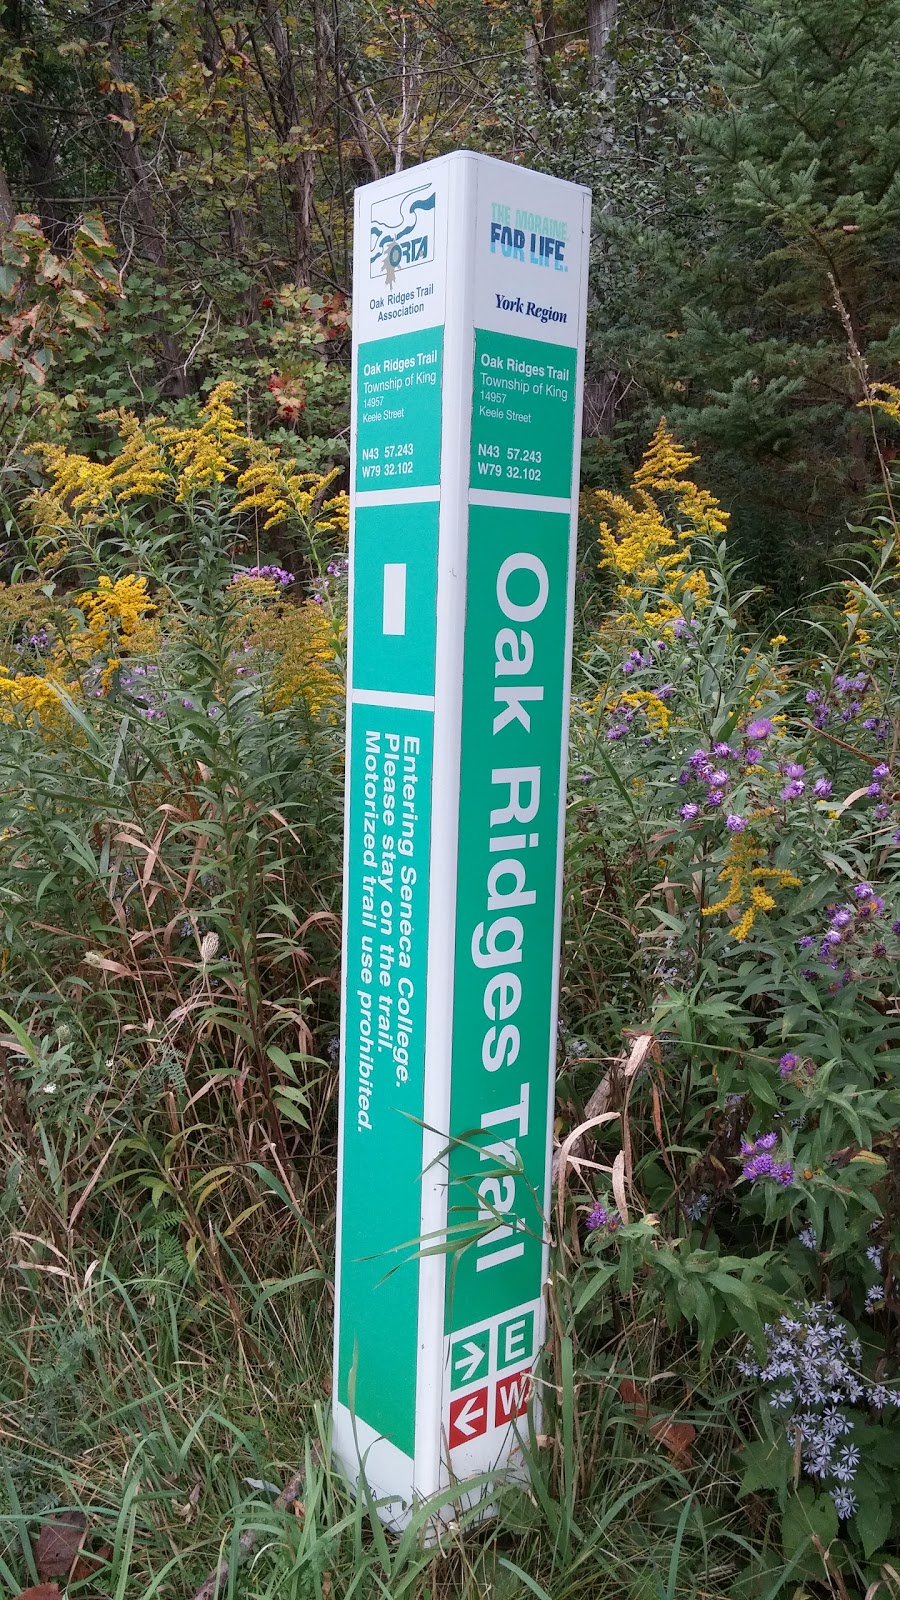 ORTA
Oak Ridges Trail
Association
Oak Ridges Trail
Township of King
14957
Keele Street
N43 57.243
W79 32.102
Entering Seneca College.
Please stay on the trail.
Motorized trail use prohibited.
THE MORAINE
FOR LIFE.
York Region
Oak Ridges Trail
Township of King
14957
Keele Street
N43 57.243
W79 32.102
Oak Ridges Trail
→ E
← W